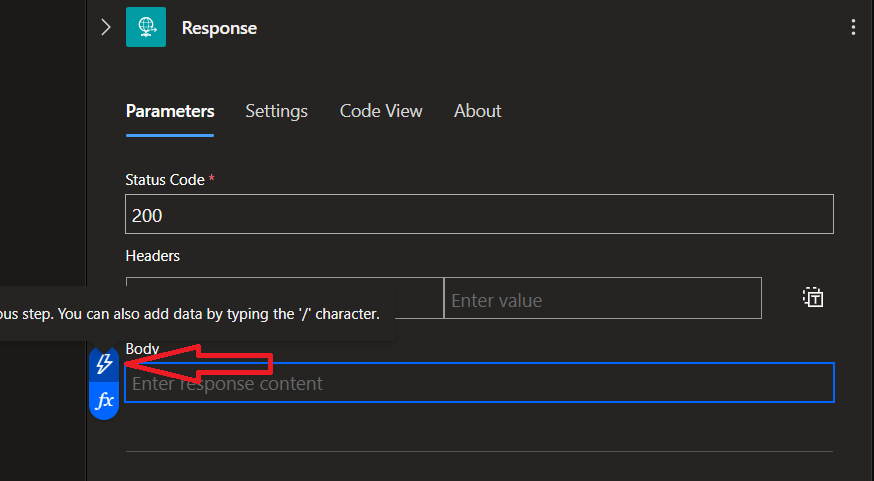 Response
Parameters Settings Code View About
Status Code *
200
Headers
Enter value
ous step. You can also add data by typing the '/' character.
Body
Enter response content
fx